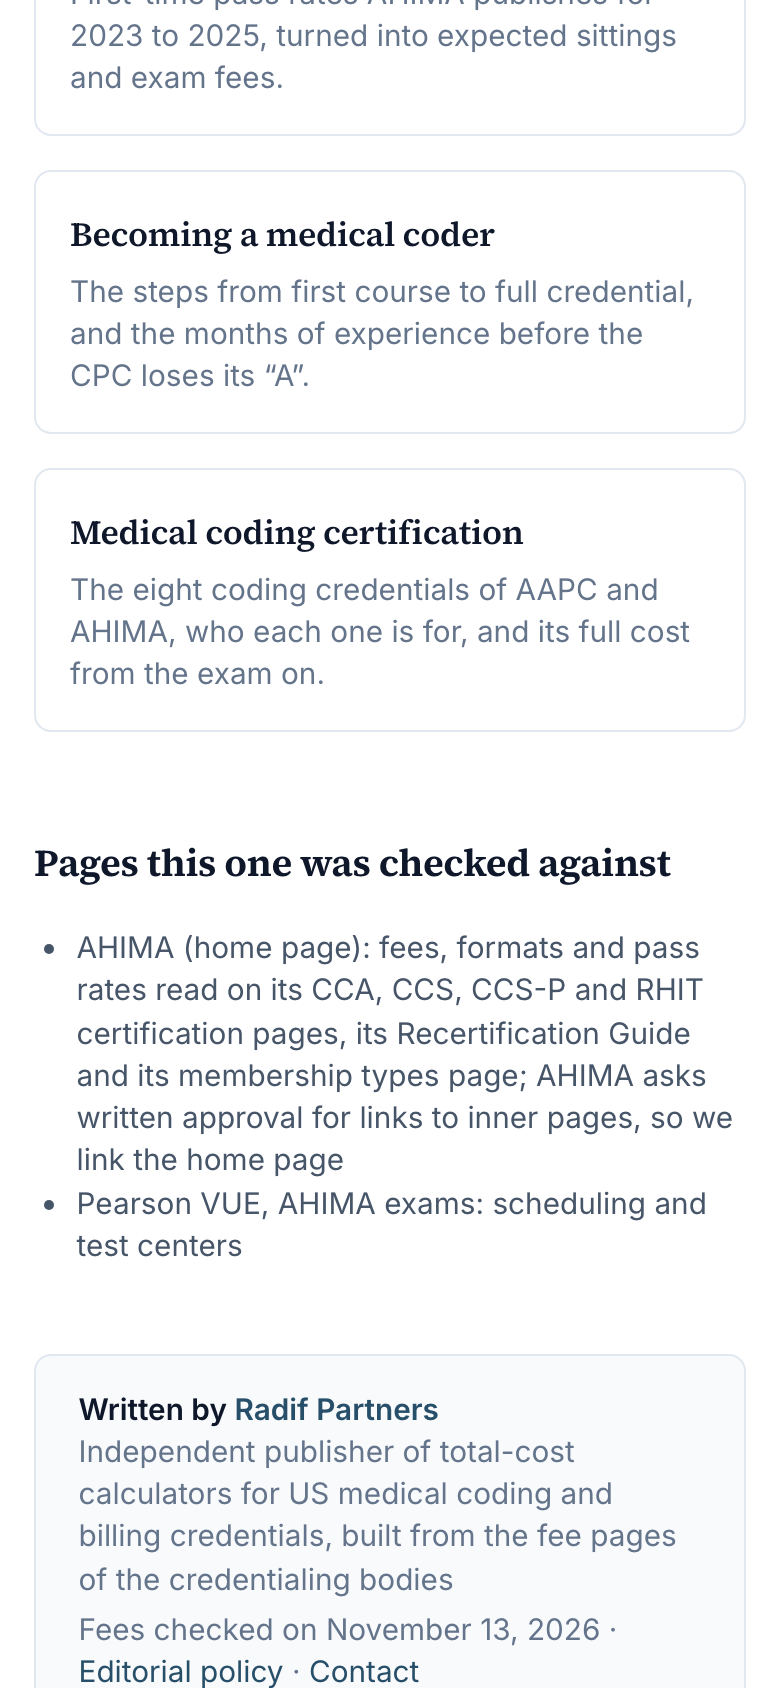 First-time pass rates AHIMA publishes for
2023 to 2025, turned into expected sittings
and exam fees.
Becoming a medical coder
The steps from first course to full credential,
and the months of experience before the
CPC loses its “A”.
Medical coding certification
The eight coding credentials of AAPC and
AHIMA, who each one is for, and its full cost
from the exam on.
Pages this one was checked against
• AHIMA (home page): fees, formats and pass
rates read on its CCA, CCS, CCS-P and RHIT
certification pages, its Recertification Guide
and its membership types page; AHIMA asks
written approval for links to inner pages, so we
link the home page
• Pearson VUE, AHIMA exams: scheduling and
test centers
Written by Radif Partners
Independent publisher of total-cost
calculators for US medical coding and
billing credentials, built from the fee pages
of the credentialing bodies
Fees checked on November 13, 2026 ·
Editorial policy · Contact